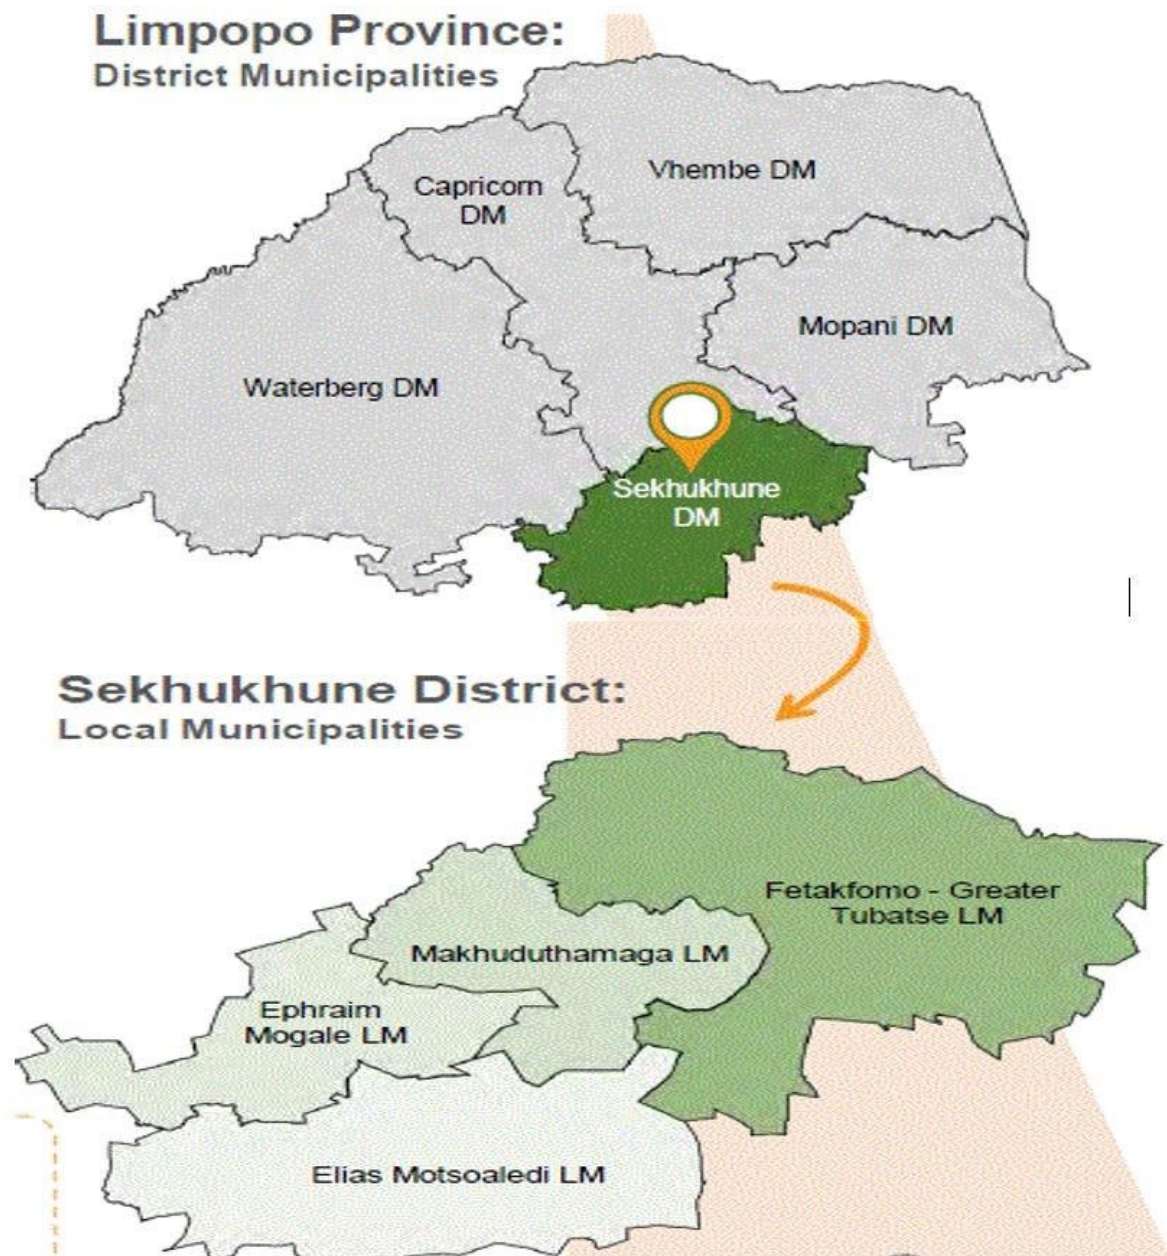 Limpopo Province:
District Municipalities
Vhembe DM
Capricorn
DM
Mopani DM
Waterberg DM
Sekhukhune
DM
Sekhukhune District:
Local Municipalities
Fetakfomo - Greater
Tubatse LM
Makhuduthamaga LM
Ephraim
Mogale LM
Elias Motsoaledi LM